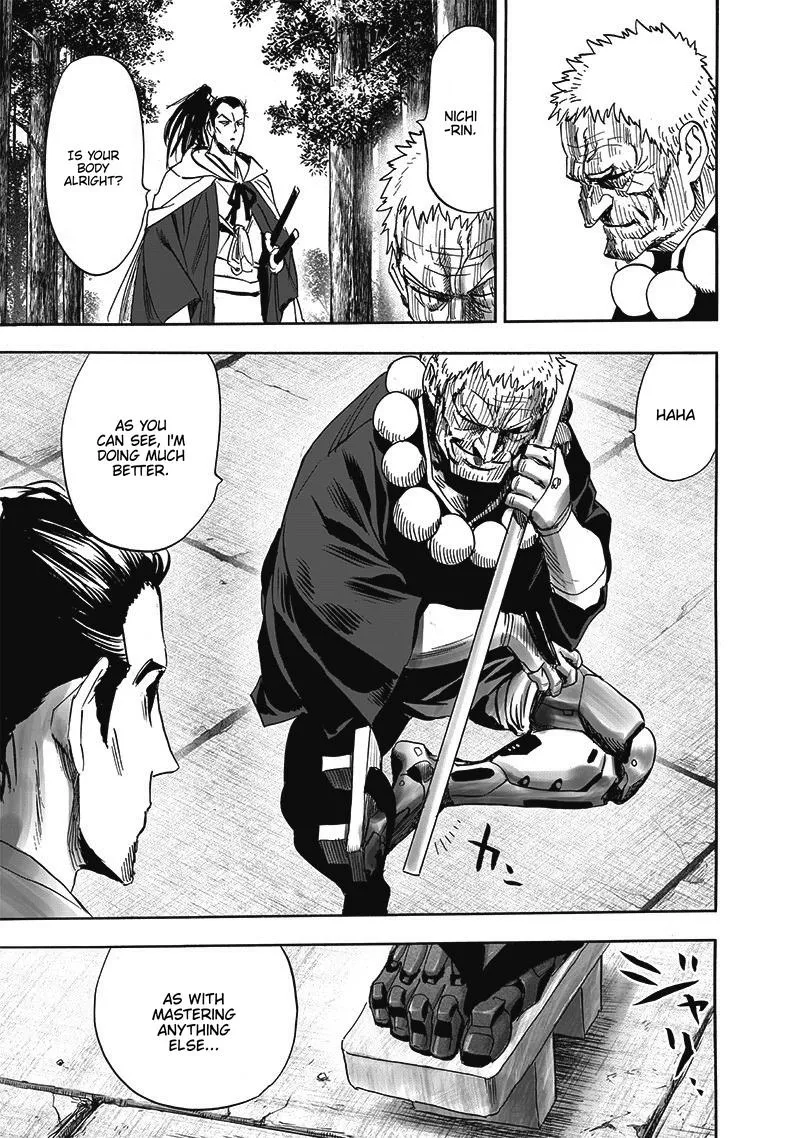 NICHI
-RIN.
IS YOUR
BODY
ALRIGHT?
HAHA
AS YOU
CAN SEE, I'M
DOING MUCH
BETTER.
カン
AS WITH
MASTERING
ANYTHING
ELSE...
ジャリ